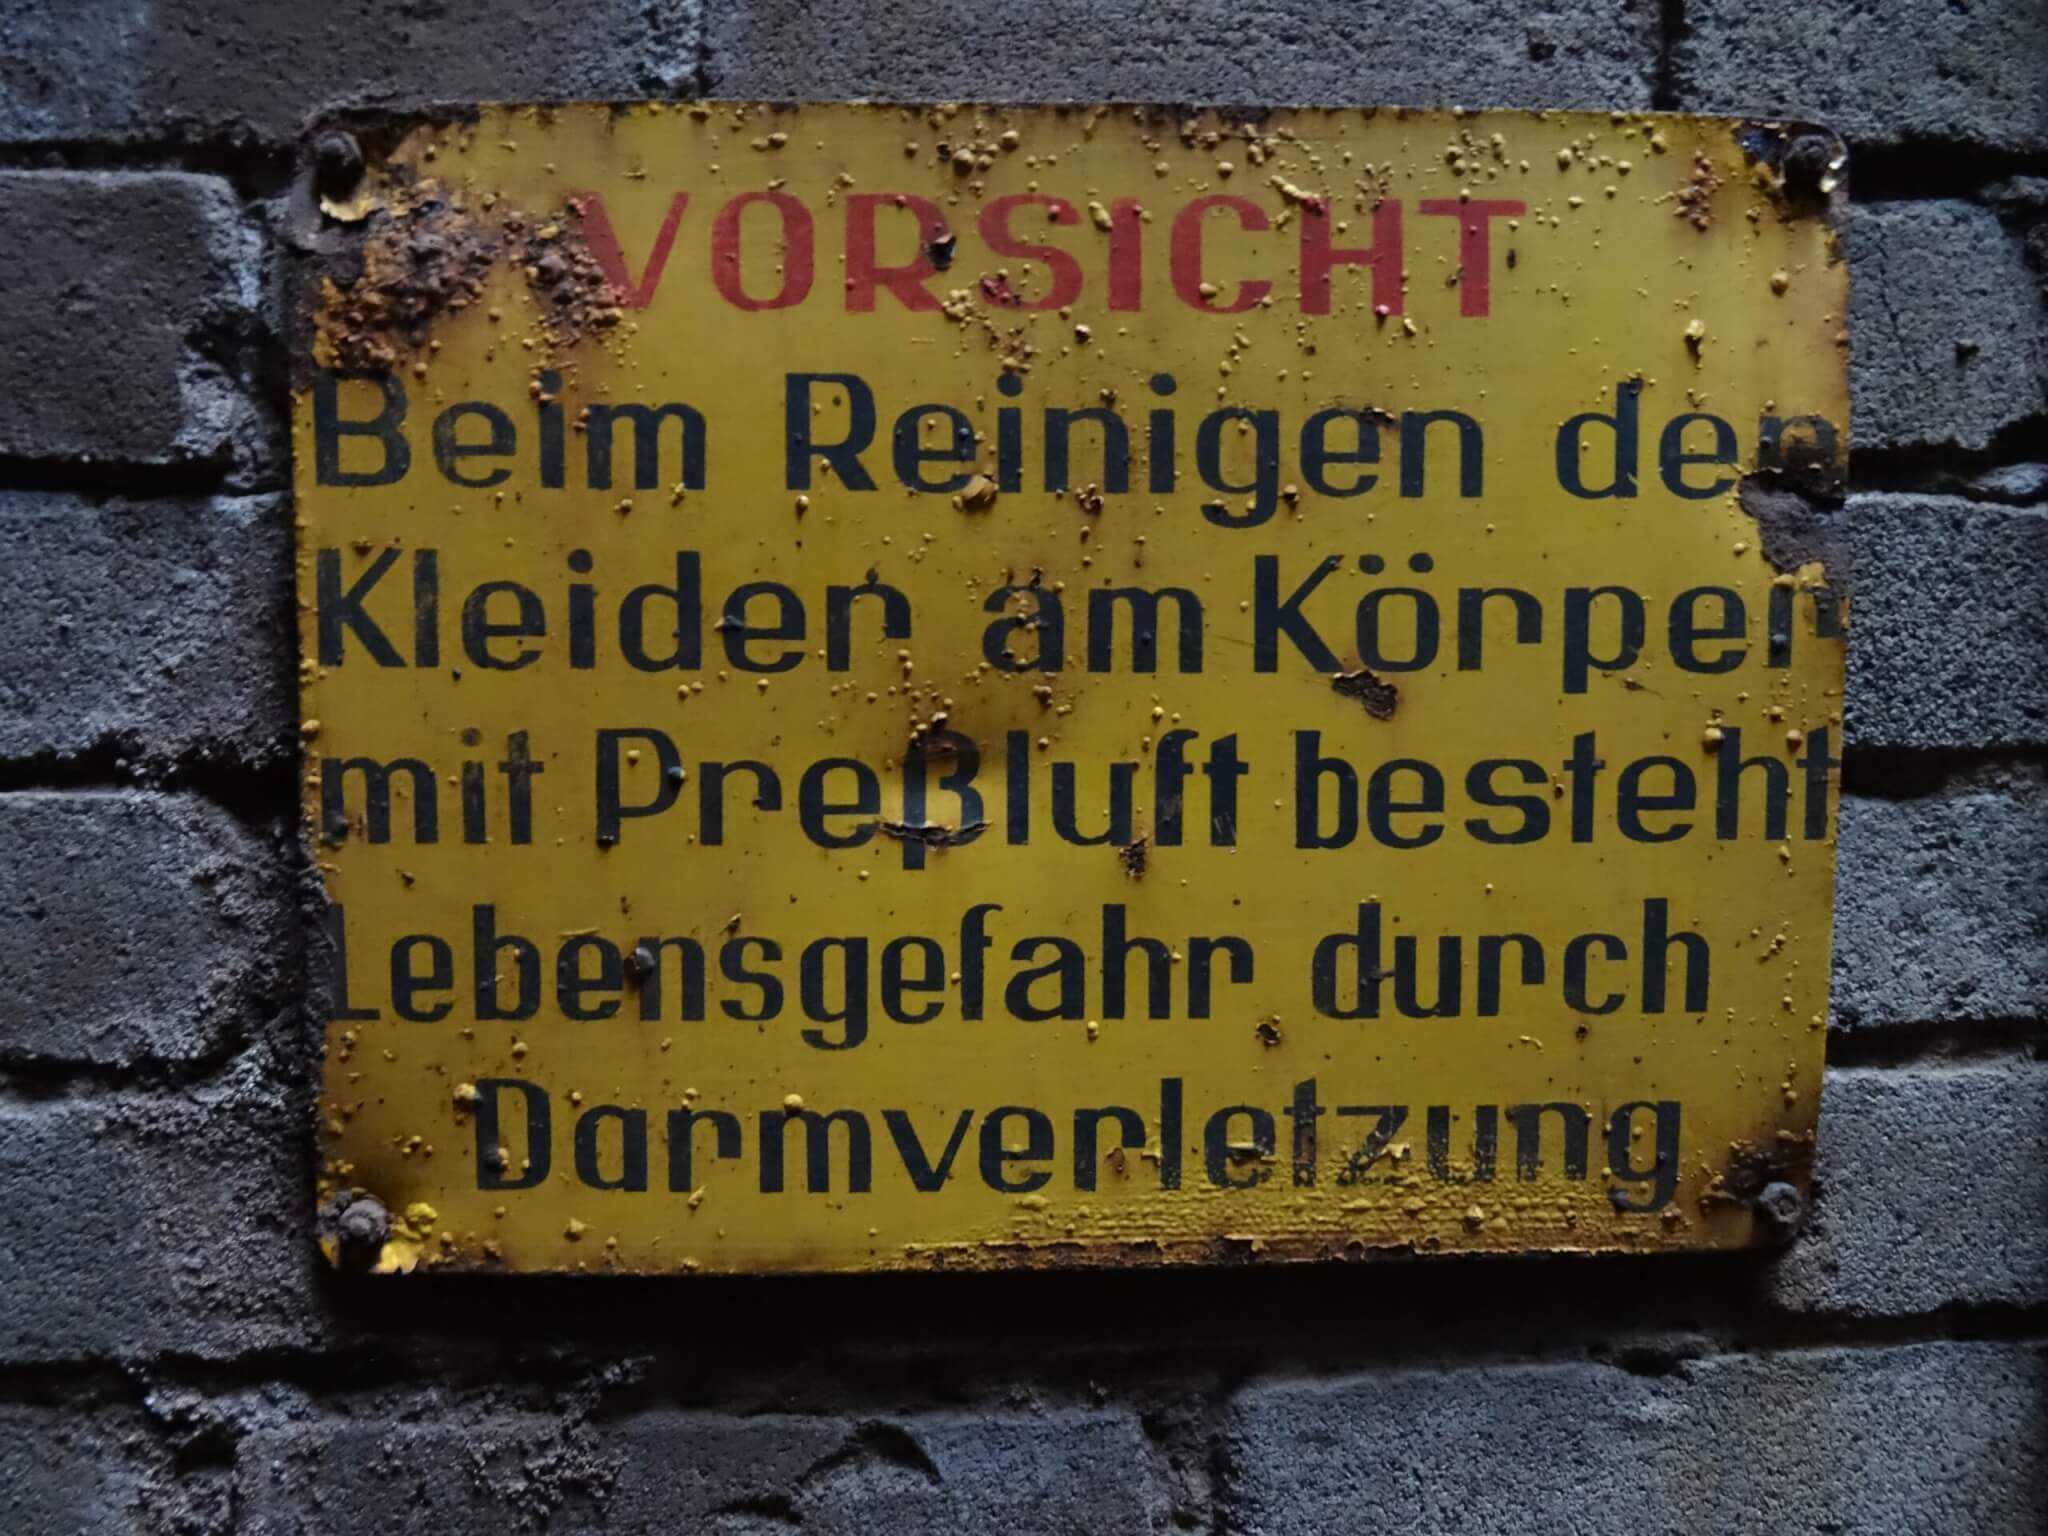 VORSICHT
Beim Reinigen der
Kleider am Körper
mit Preßluft besteht
Lebensgefahr durch
Darmverletzung